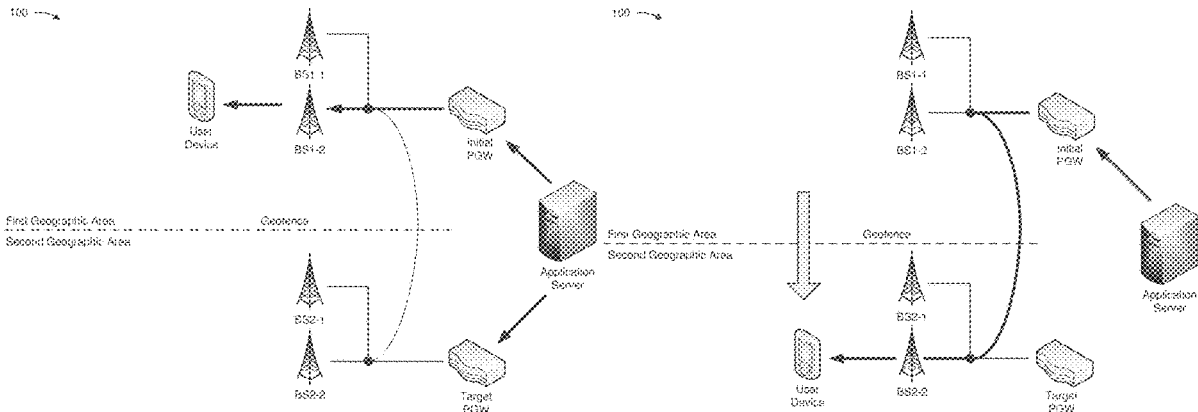 100
BS1-1
User
Device
BS1-2
Initial
PGW
First Geographic Area
Geofence
Second Geographic Area
Application
Server
BS2-1
BS2-2
Target
PGW
100
BS1-1
BS1-2
Initial
PGW
First Geographic Area
Geofence
Second Geographic Area
Application
Server
BS2-1
User
Device
BS2-2
Target
PGW